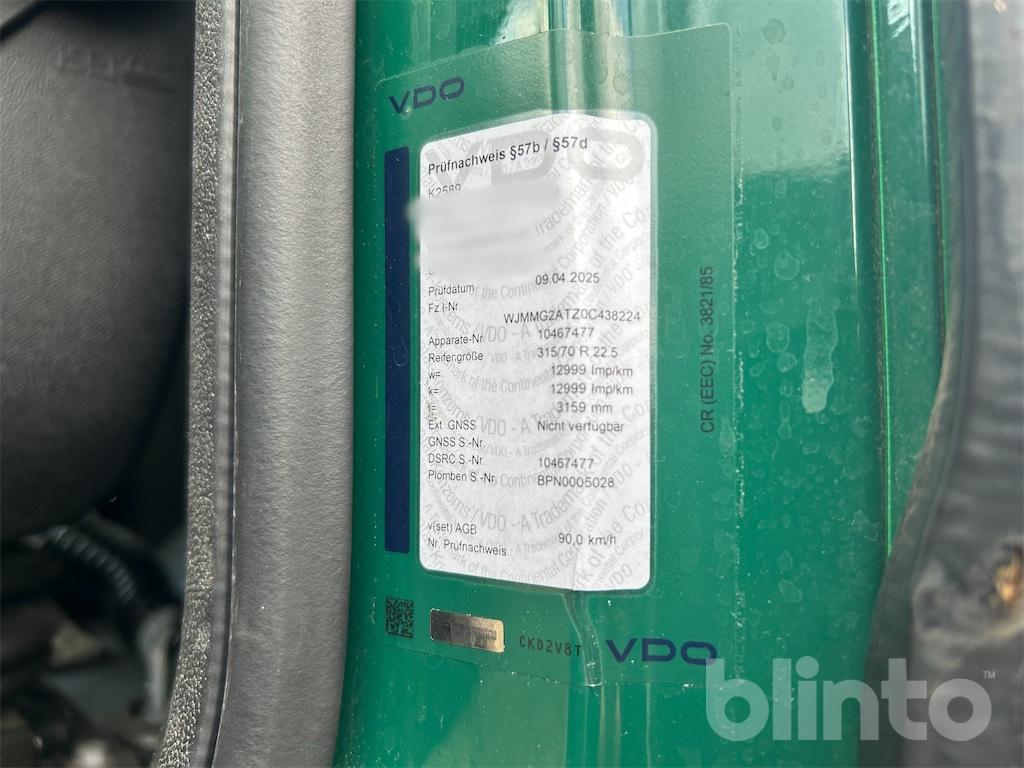 VDO
Prüfnachweis §57b / §57d
K2589
Prüfdatum 09.04.2025
Fz.I-Nr. WJMMG2ATZ0C438224
Apparate-Nr. 10467477
Reifengröße 315/70 R 22.5
w= 12999 Imp/km
k= 12999 Imp/km
l= 3159 mm
Ext. GNSS Nicht verfügbar
GNSS S.-Nr.
DSRC S.-Nr. 10467477
Plomben S.-Nr. BPN0005028
v(set) AGB 90,0 km/h
Nr. Prüfnachweis
CR (EEC) No. 3821/85
CKD2V8T
VDO
blinto™